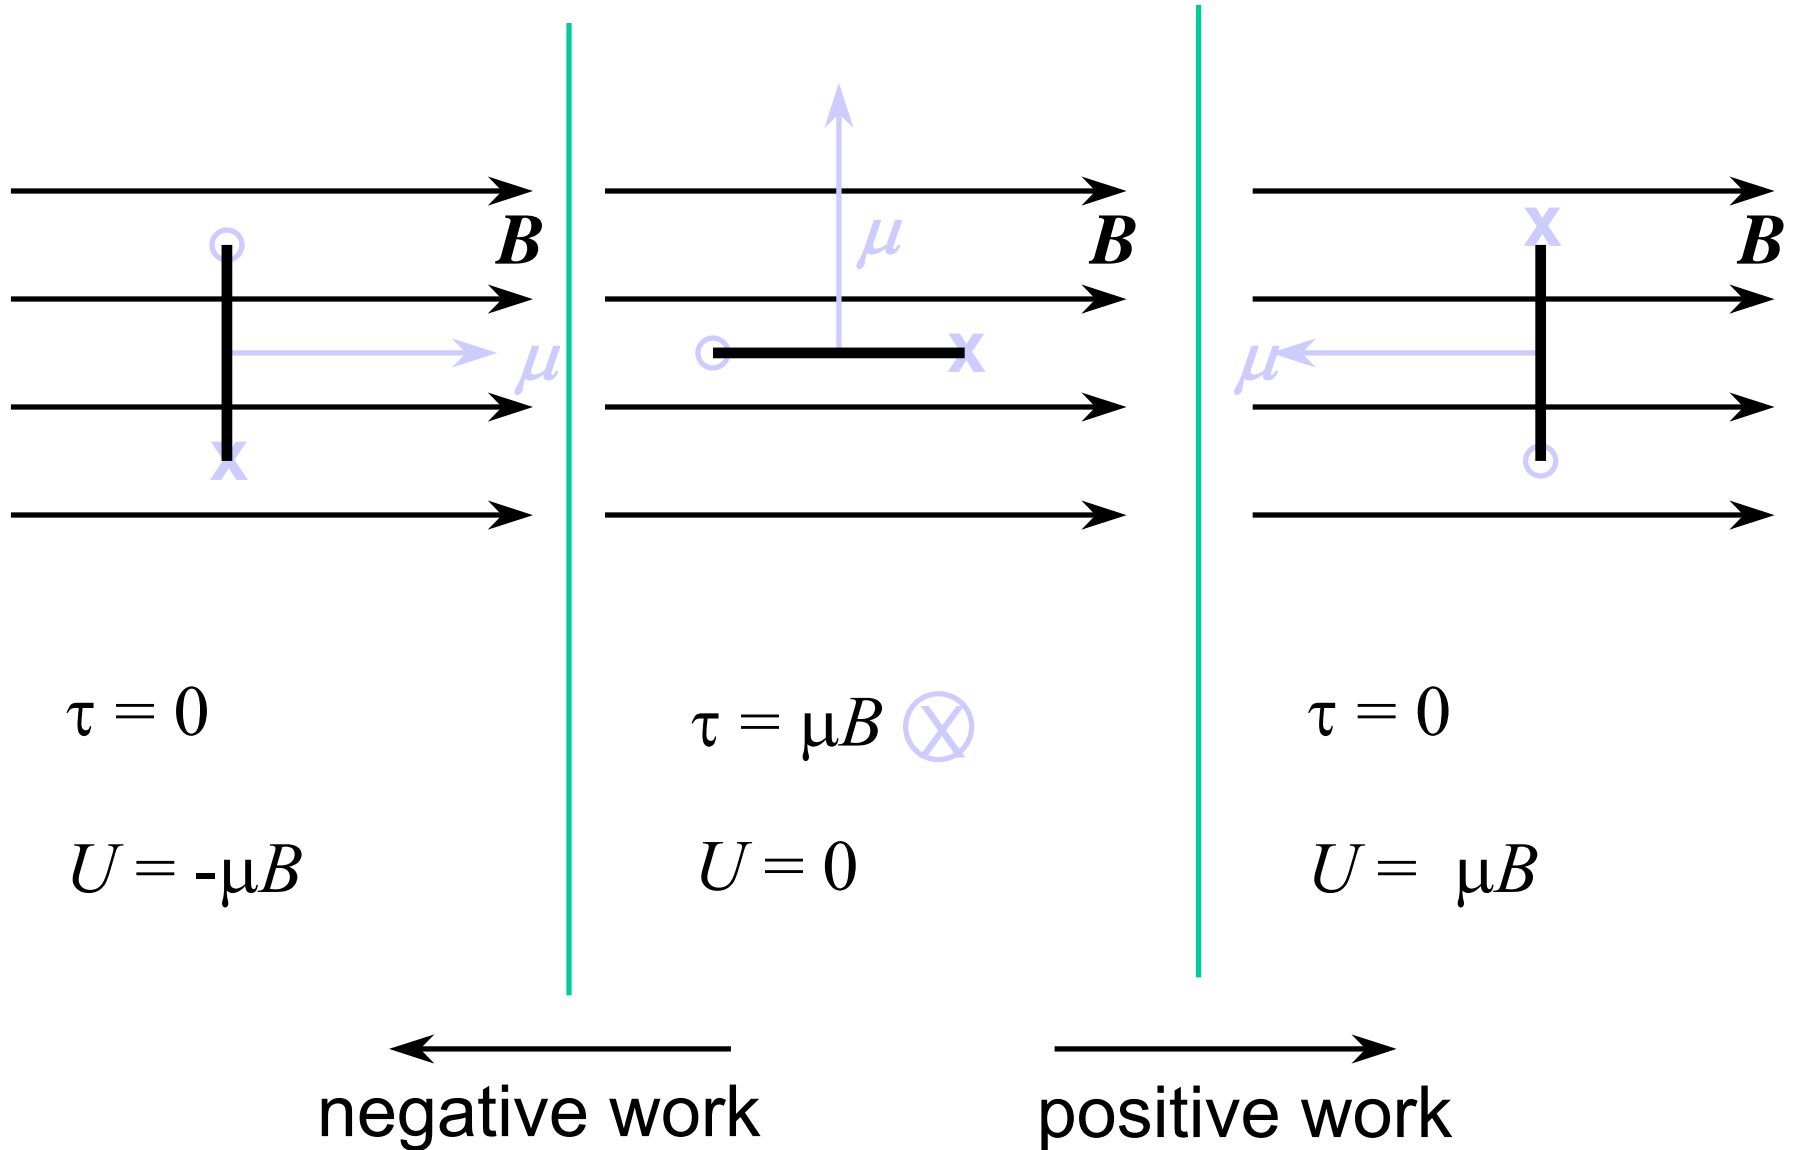 B B B
μ μ μ
x x x
τ = 0 τ = μB X τ = 0
U = -μB U = 0 U = μB
negative work positive work